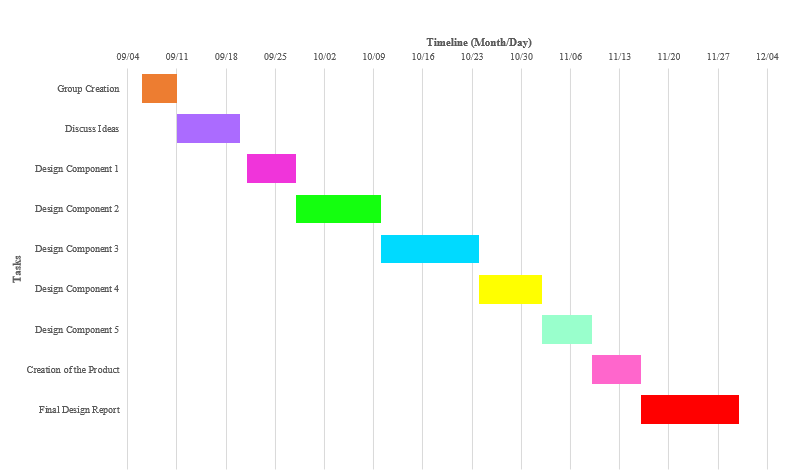 Timeline (Month/Day)
09/04 09/11 09/18 09/25 10/02 10/09 10/16 10/23 10/30 11/06 11/13 11/20 11/27 12/04
Tasks
Group Creation
Discuss Ideas
Design Component 1
Design Component 2
Design Component 3
Design Component 4
Design Component 5
Creation of the Product
Final Design Report